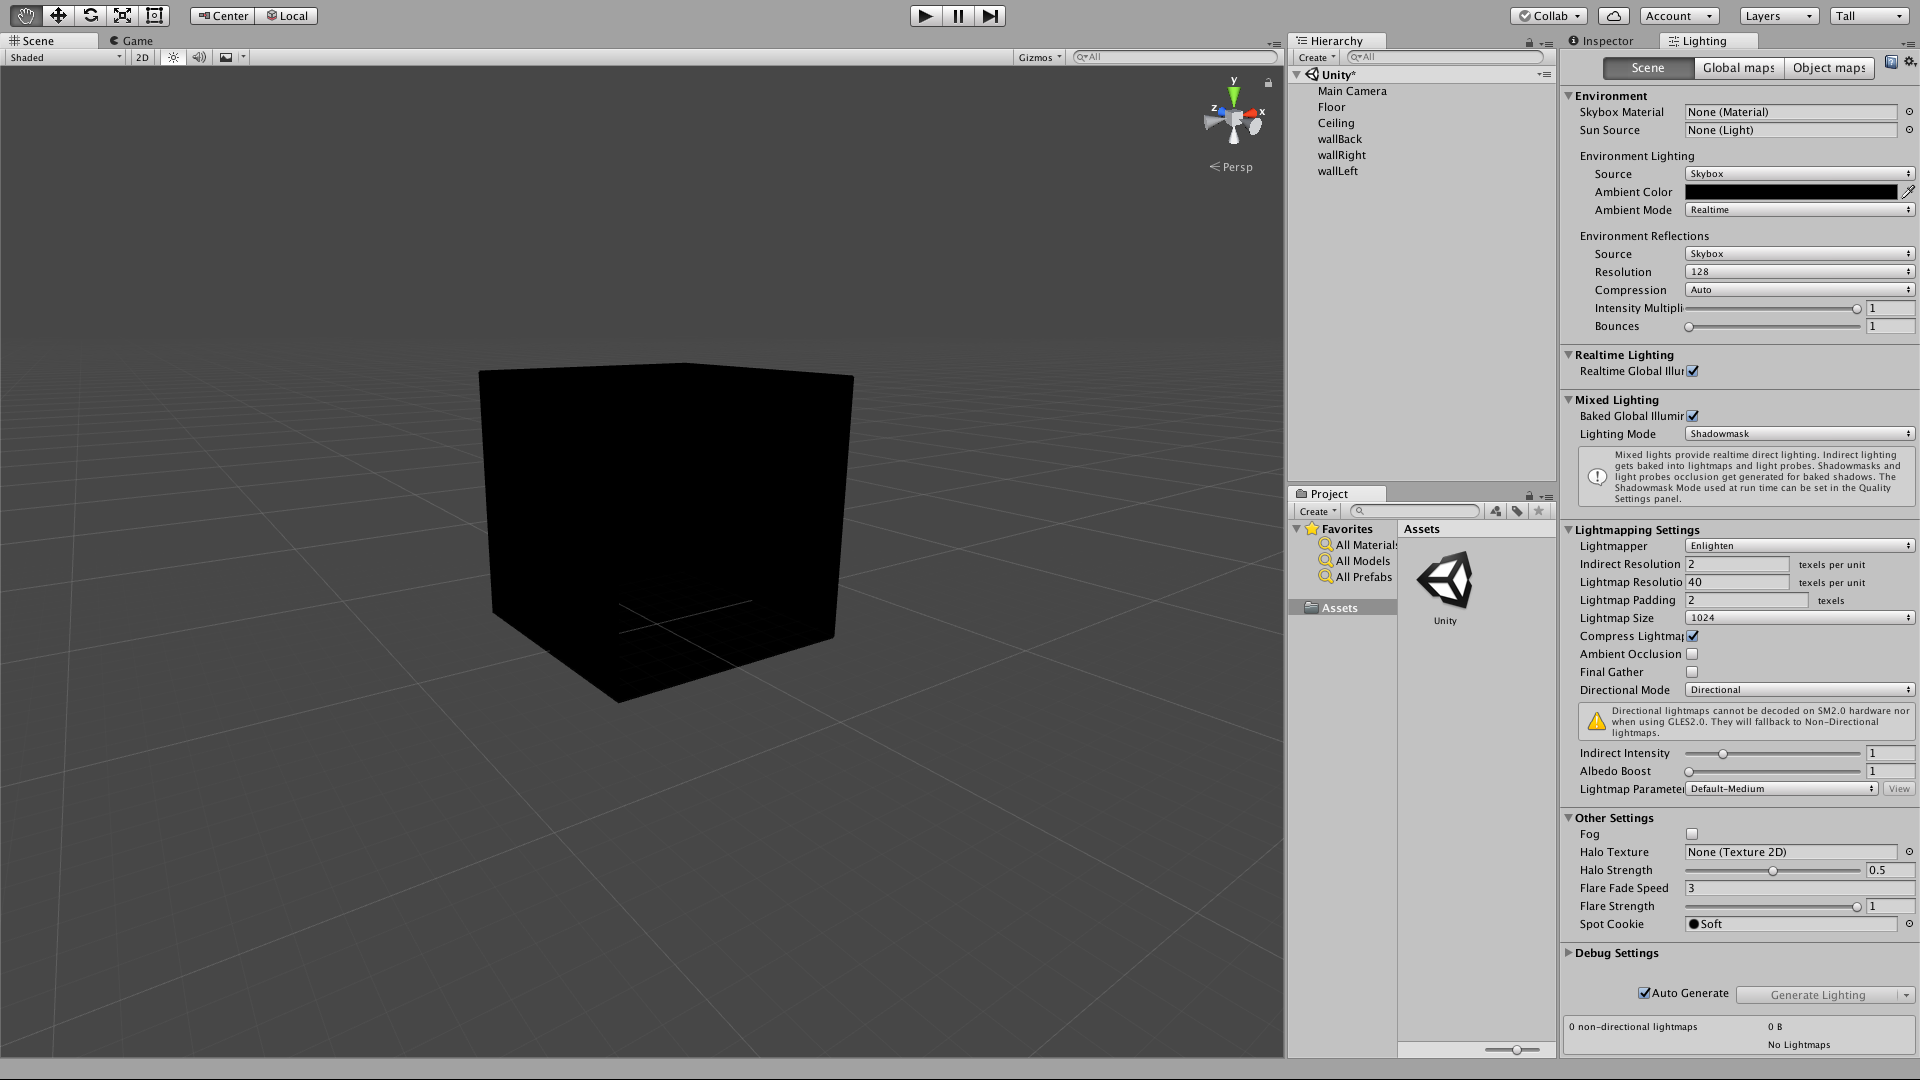 Center
Local
Collab
Account
Layers
Tall
Scene
Game
Shaded
2D
Gizmos
All
y
z
x
Persp
Hierarchy
Create
All
Unity*
Main Camera
Floor
Ceiling
wallBack
wallRight
wallLeft
Project
Create
Favorites
All Materials
All Models
All Prefabs
Assets
Assets
Unity
Inspector
Lighting
Scene
Global maps
Object maps
Environment
Skybox Material None (Material)
Sun Source None (Light)
Environment Lighting
Source Skybox
Ambient Color
Ambient Mode Realtime
Environment Reflections
Source Skybox
Resolution 128
Compression Auto
Intensity Multipli 1
Bounces 1
Realtime Lighting
Realtime Global Illur
Mixed Lighting
Baked Global Illumir
Lighting Mode Shadowmask
Mixed lights provide realtime direct lighting. Indirect lighting
gets baked into lightmaps and light probes. Shadowmasks and
light probes occlusion get generated for baked shadows. The
Shadowmask Mode used at run time can be set in the Quality
Settings panel.
Lightmapping Settings
Lightmapper Enlighten
Indirect Resolution 2 texels per unit
Lightmap Resolutio 40 texels per unit
Lightmap Padding 2 texels
Lightmap Size 1024
Compress Lightmap
Ambient Occlusion
Final Gather
Directional Mode Directional
Directional lightmaps cannot be decoded on SM2.0 hardware nor
when using GLES2.0. They will fallback to Non-Directional
lightmaps.
Indirect Intensity 1
Albedo Boost 1
Lightmap Parameter Default-Medium View
Other Settings
Fog
Halo Texture None (Texture 2D)
Halo Strength 0.5
Flare Fade Speed 3
Flare Strength 1
Spot Cookie Soft
Debug Settings
Auto Generate Generate Lighting
0 non-directional lightmaps 0 B
No Lightmaps